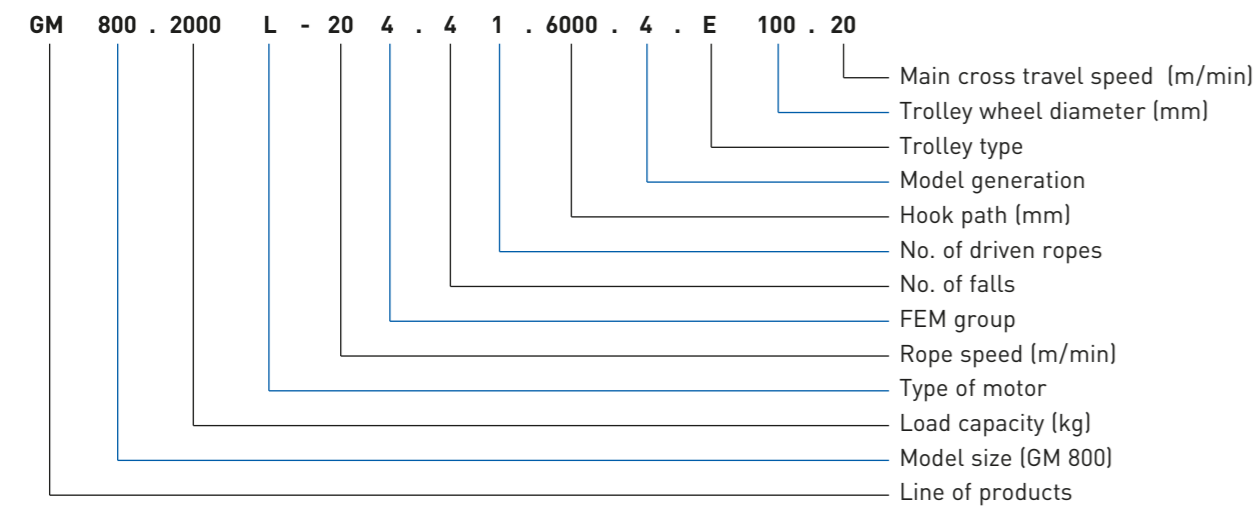 GM 800 . 2000 L - 20 4 . 4 1 . 6000 . 4 . E 100 . 20
Main cross travel speed (m/min)
Trolley wheel diameter (mm)
Trolley type
Model generation
Hook path (mm)
No. of driven ropes
No. of falls
FEM group
Rope speed (m/min)
Type of motor
Load capacity (kg)
Model size (GM 800)
Line of products